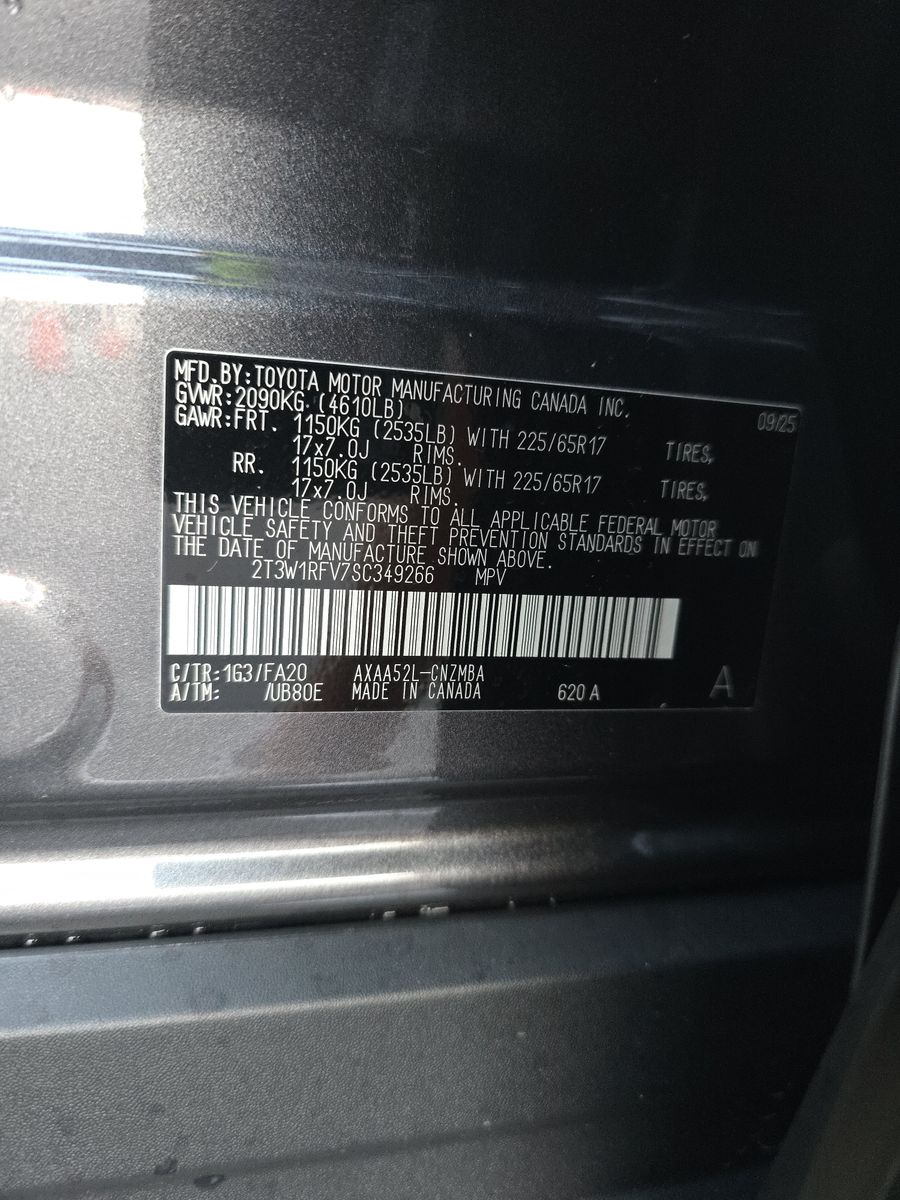 MFD.BY:TOYOTA MOTOR MANUFACTURING CANADA INC.
GVWR:2090KG (4610LB) 09/25
GAWR:FRT. 1150KG (2535LB) WITH 225/65R17 TIRES,
17x7.0J RIMS.
RR. 1150KG (2535LB) WITH 225/65R17 TIRES,
17x7.0J RIMS.
THIS VEHICLE CONFORMS TO ALL APPLICABLE FEDERAL MOTOR
VEHICLE SAFETY AND THEFT PREVENTION STANDARDS IN EFFECT ON
THE DATE OF MANUFACTURE SHOWN ABOVE.
2T3W1RFV7SC349266 MPV
C/TR:1G3/FA20 AXAA52L-CNZMBA
A/TM: /UB80E MADE IN CANADA 620 A A